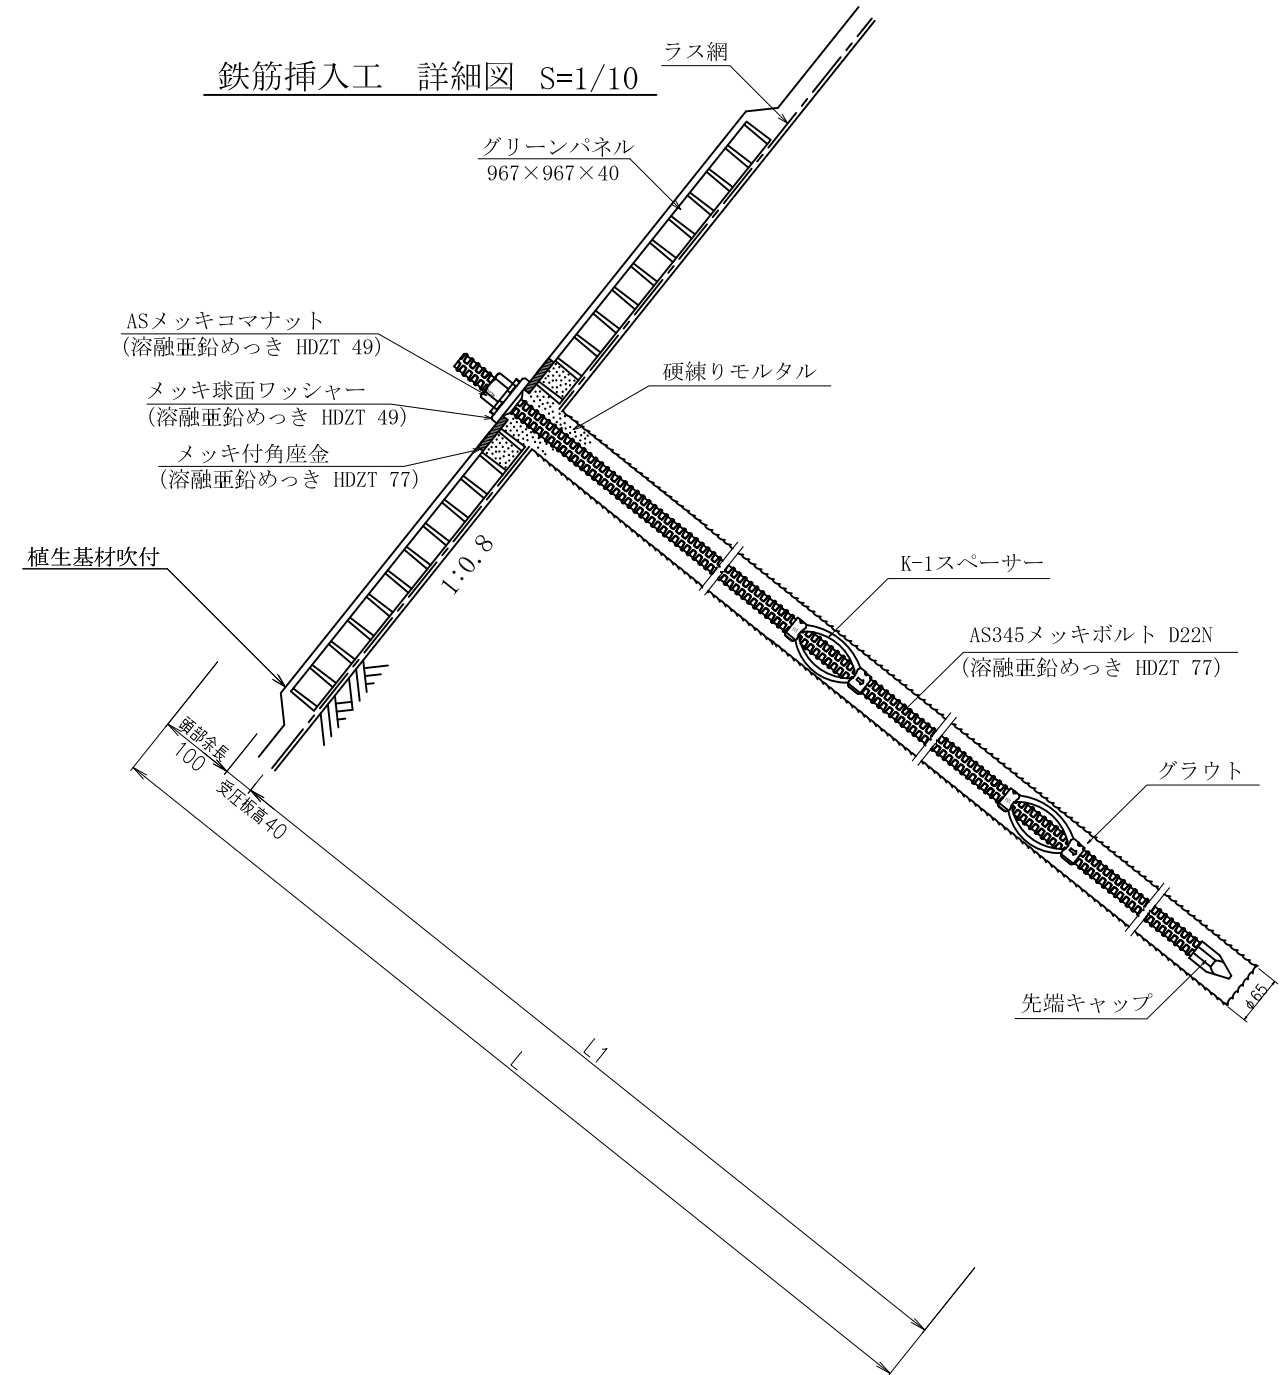 鉄筋挿入工　詳細図　S=1/10
ラス網
グリーンパネル
967×967×40
ASメッキコマナット
(溶融亜鉛めっき HDZT 49)
メッキ球面ワッシャー
(溶融亜鉛めっき HDZT 49)
メッキ付角座金
(溶融亜鉛めっき HDZT 77)
硬練りモルタル
植生基材吹付
1:0.8
K-1スペーサー
AS345メッキボルト D22N
(溶融亜鉛めっき HDZT 77)
頭部余長
100
受圧板高40
グラウト
先端キャップ
φ65
L1
L